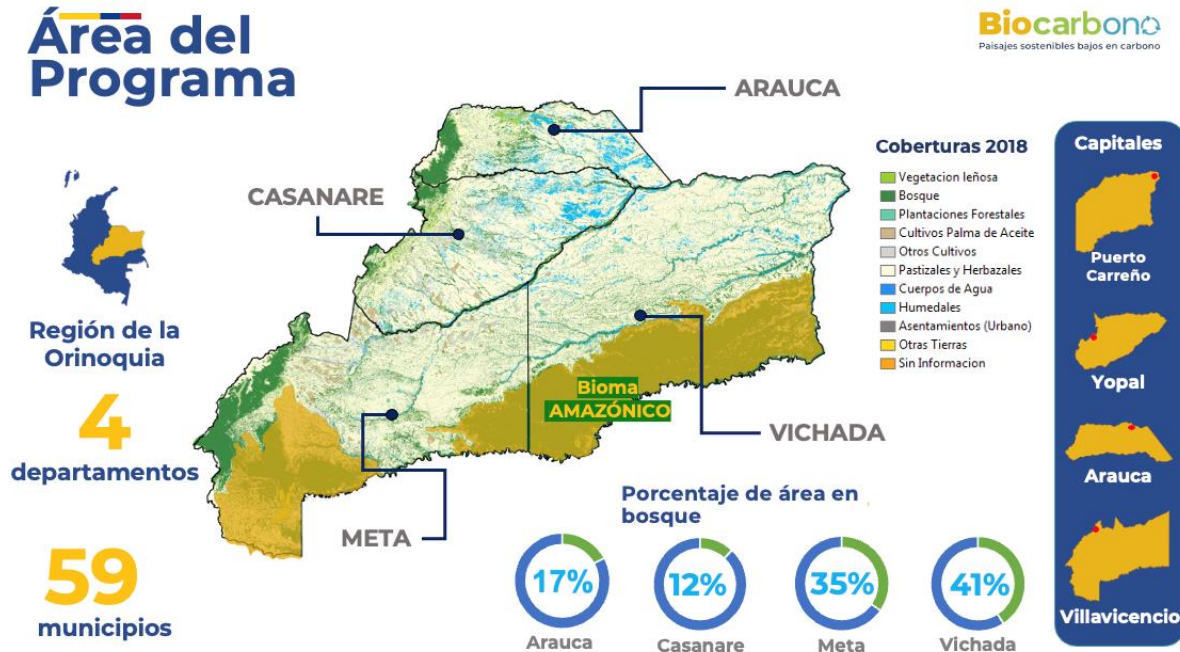 Área del
Programa
Biocarbono
Paisajes sostenibles bajos en carbono
ARAUCA
CASANARE
Región de la
Orinoquia
4
departamentos
59
municipios
Bioma
AMAZÓNICO
VICHADA
META
Coberturas 2018
Vegetacion leñosa
Bosque
Plantaciones Forestales
Cultivos Palma de Aceite
Otros Cultivos
Pastizales y Herbazales
Cuerpos de Agua
Humedales
Asentamientos (Urbano)
Otras Tierras
Sin Informacion
Capitales
Puerto
Carreño
Yopal
Arauca
Villavicencio
Porcentaje de área en
bosque
17%
Arauca
12%
Casanare
35%
Meta
41%
Vichada